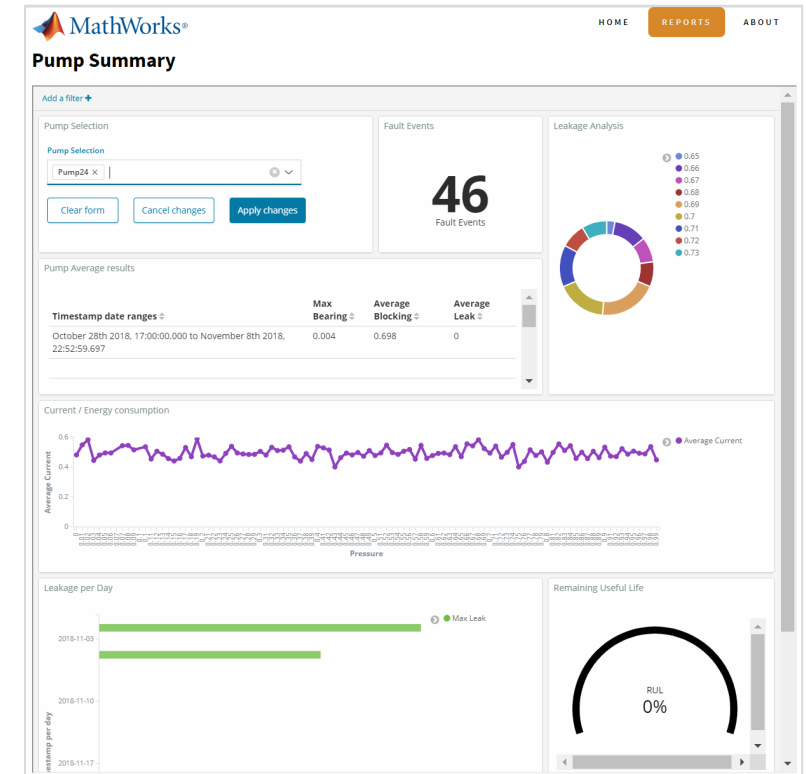 MathWorks®
HOME REPORTS ABOUT
Pump Summary
Add a filter +
Pump Selection
Pump Selection
Pump24 ×
Clear form Cancel changes Apply changes
Fault Events
46
Fault Events
Leakage Analysis
0.65
0.66
0.67
0.68
0.69
0.7
0.71
0.72
0.73
Pump Average results
Timestamp date ranges Max Bearing Average Blocking Average Leak
October 28th 2018, 17:00:00.000 to November 8th 2018, 0.004 0.698 0
22:52:59.697
Current / Energy consumption
Average Current
0.6
0.4
0.2
0
Pressure
Average Current
Leakage per Day
Max Leak
2018-11-03
2018-11-10
2018-11-17
per day
Remaining Useful Life
RUL
0%